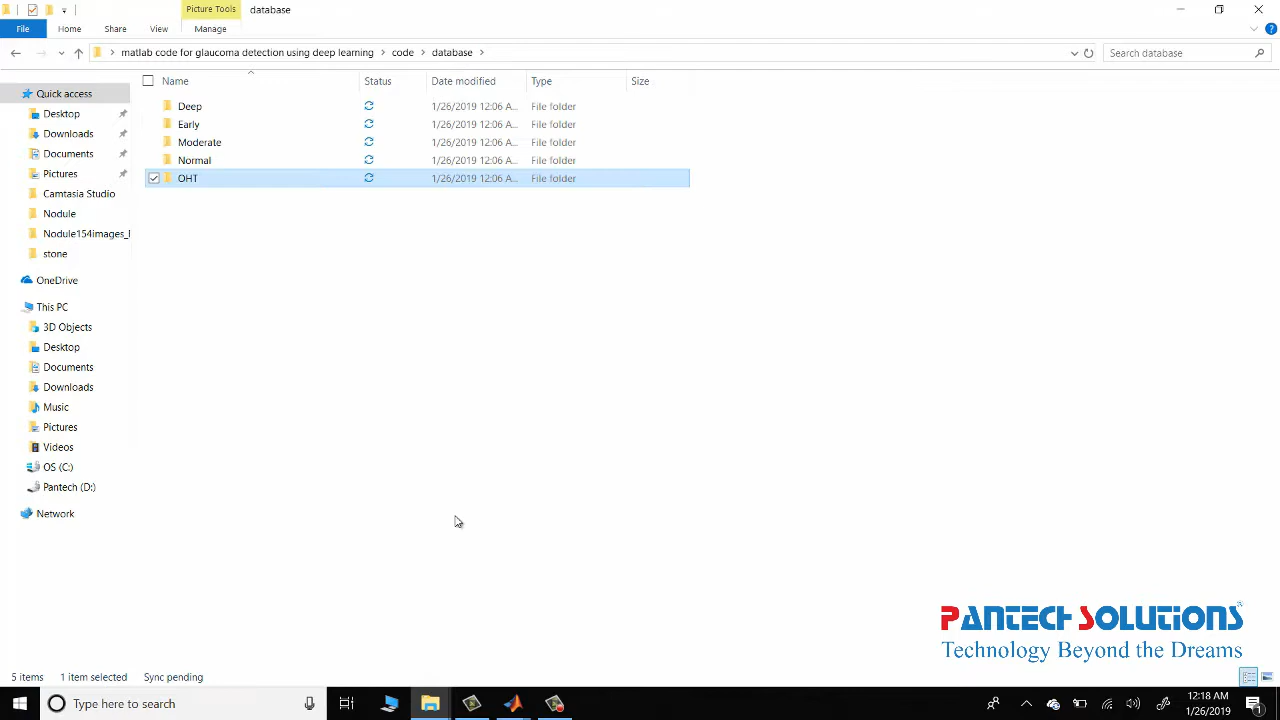 Picture Tools
database
File
Home
Share
View
Manage
matlab code for glaucoma detection using deep learning
code
database
Search database
Name
Status
Date modified
Type
Size
Deep
1/26/2019 12:06 A...
File folder
Early
1/26/2019 12:06 A...
File folder
Moderate
1/26/2019 12:06 A...
File folder
Normal
1/26/2019 12:06 A...
File folder
OHT
1/26/2019 12:06 A...
File folder
Quick access
Desktop
Downloads
Documents
Pictures
Camtasia Studio
Nodule
Nodule154images_
stone
OneDrive
This PC
3D Objects
Desktop
Documents
Downloads
Music
Pictures
Videos
OS (C:)
Pantech (D:)
Network
PANTECH SOLUTIONS®
Technology Beyond the Dreams
5 items
1 item selected
Sync pending
Type here to search
12:18 AM
1/26/2019